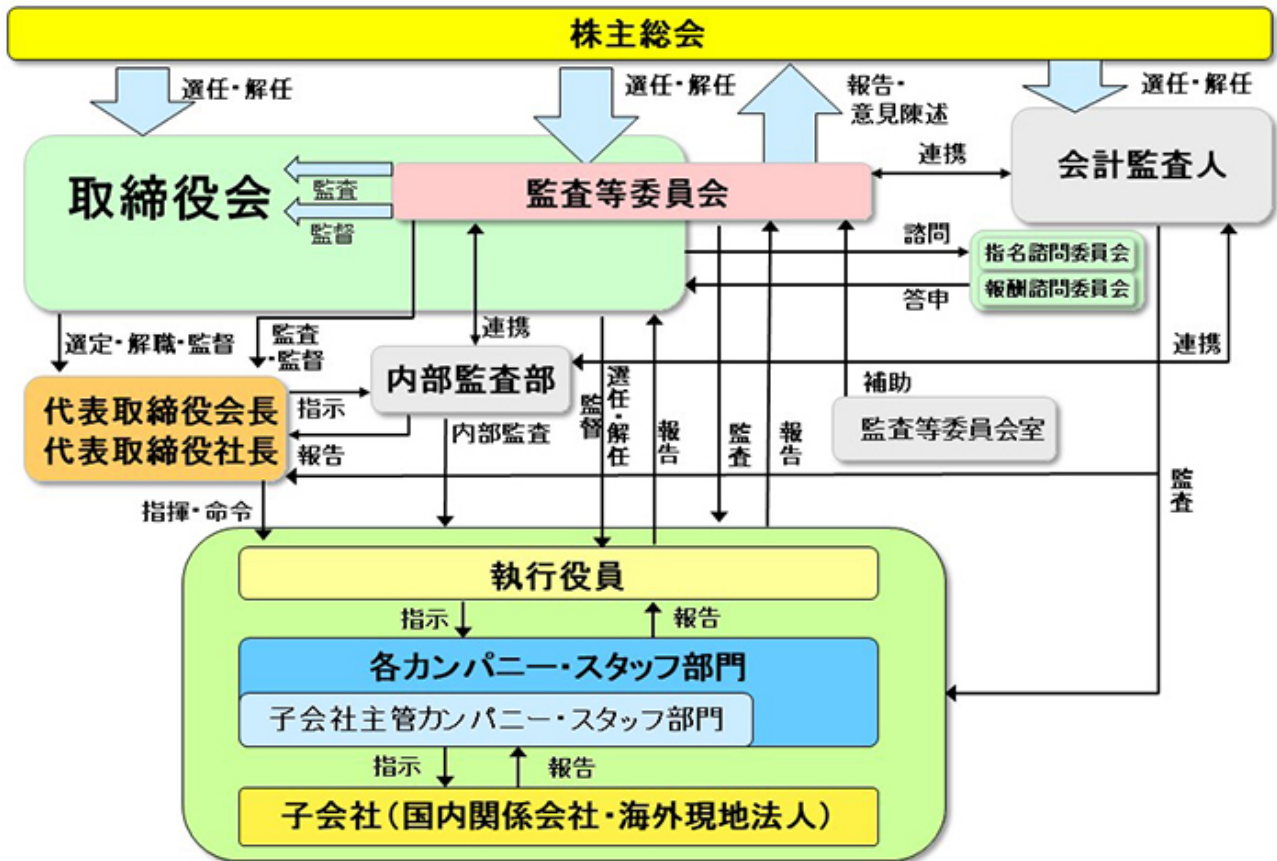 株主総会
選任・解任
選任・解任
報告・
意見陳述
選任・解任
取締役会
監査
監督
監査等委員会
連携
会計監査人
諮問
答申
指名諮問委員会
報酬諮問委員会
選定・解職・監督
監査
・監督
連携
連携
代表取締役会長
代表取締役社長
指示
報告
内部監査部
内部監査
監督
選任・解任
報告
監査
報告
補助
監査等委員会室
監査
指揮・命令
執行役員
指示
報告
各カンパニー・スタッフ部門
子会社主管カンパニー・スタッフ部門
指示
報告
子会社（国内関係会社・海外現地法人）